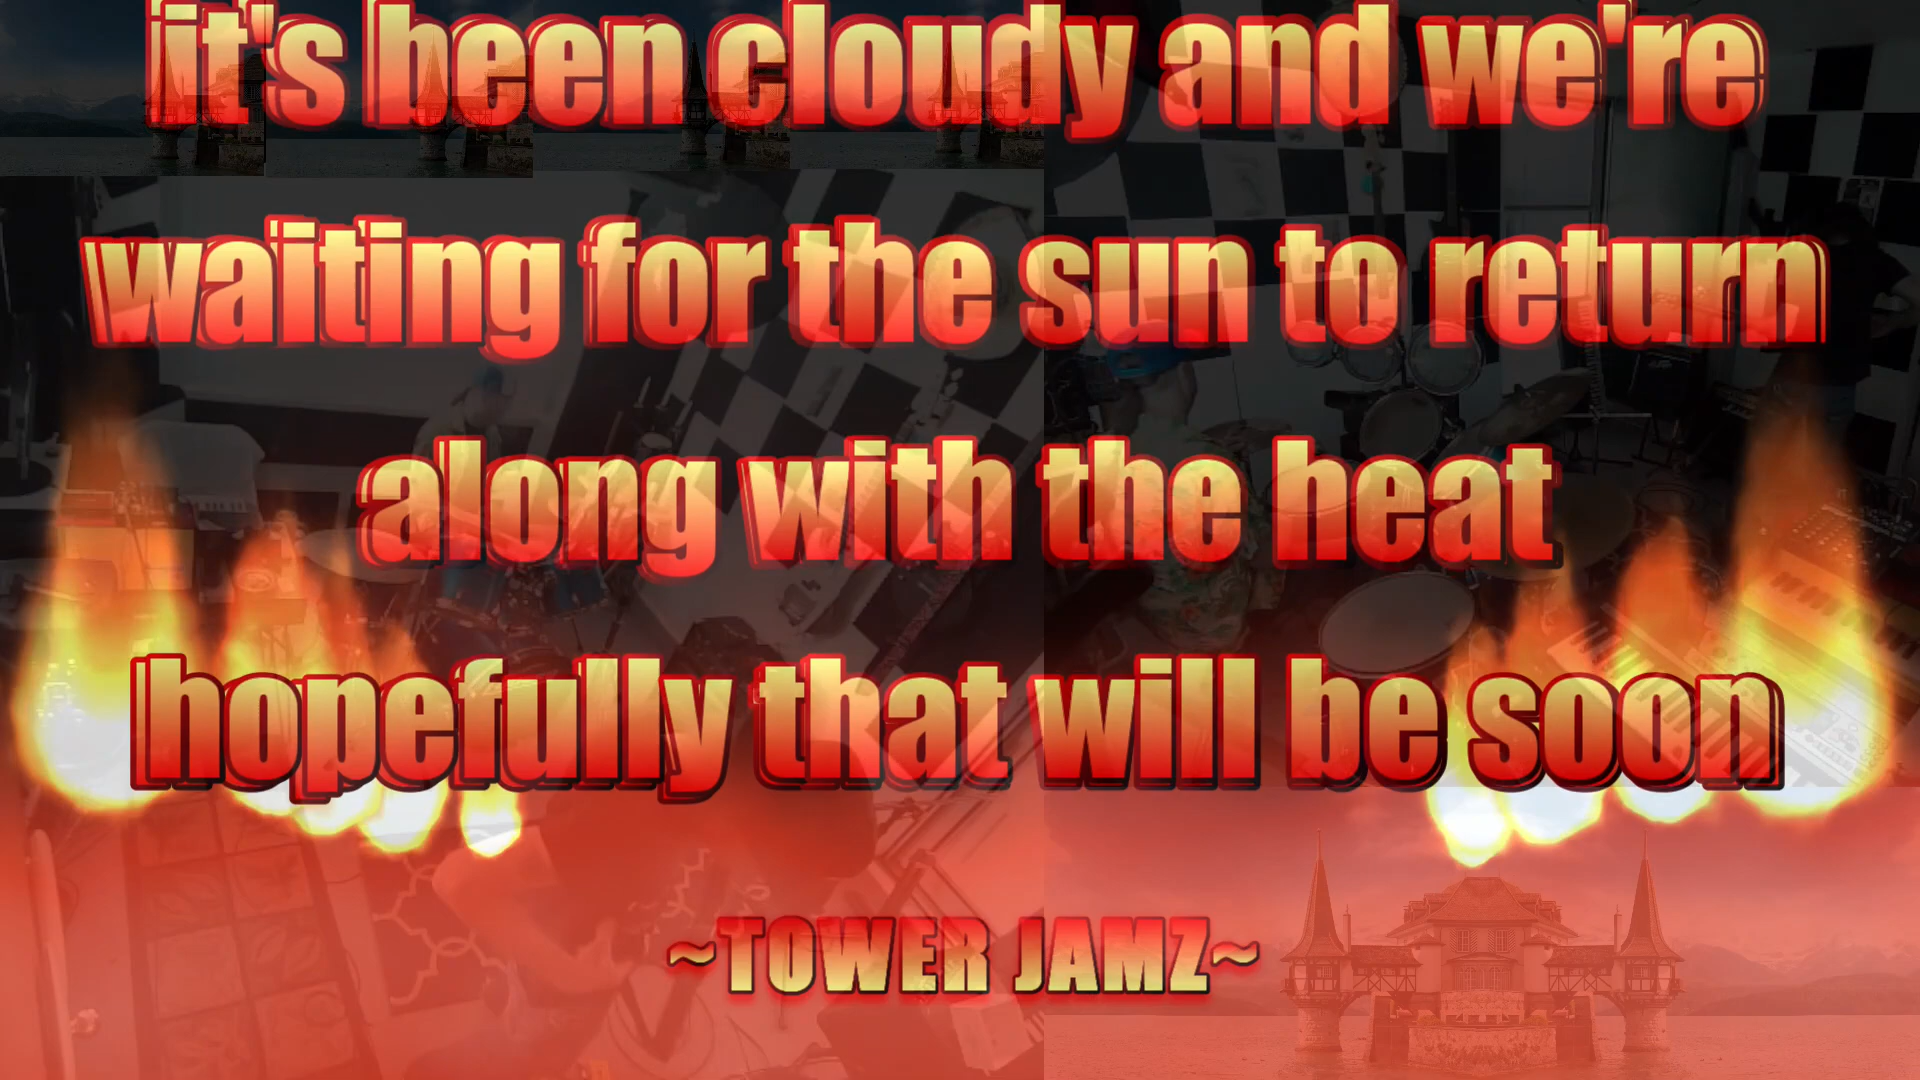 it's been cloudy and we're
waiting for the sun to return
along with the heat
hopefully that will be soon
~TOWER JAMZ~